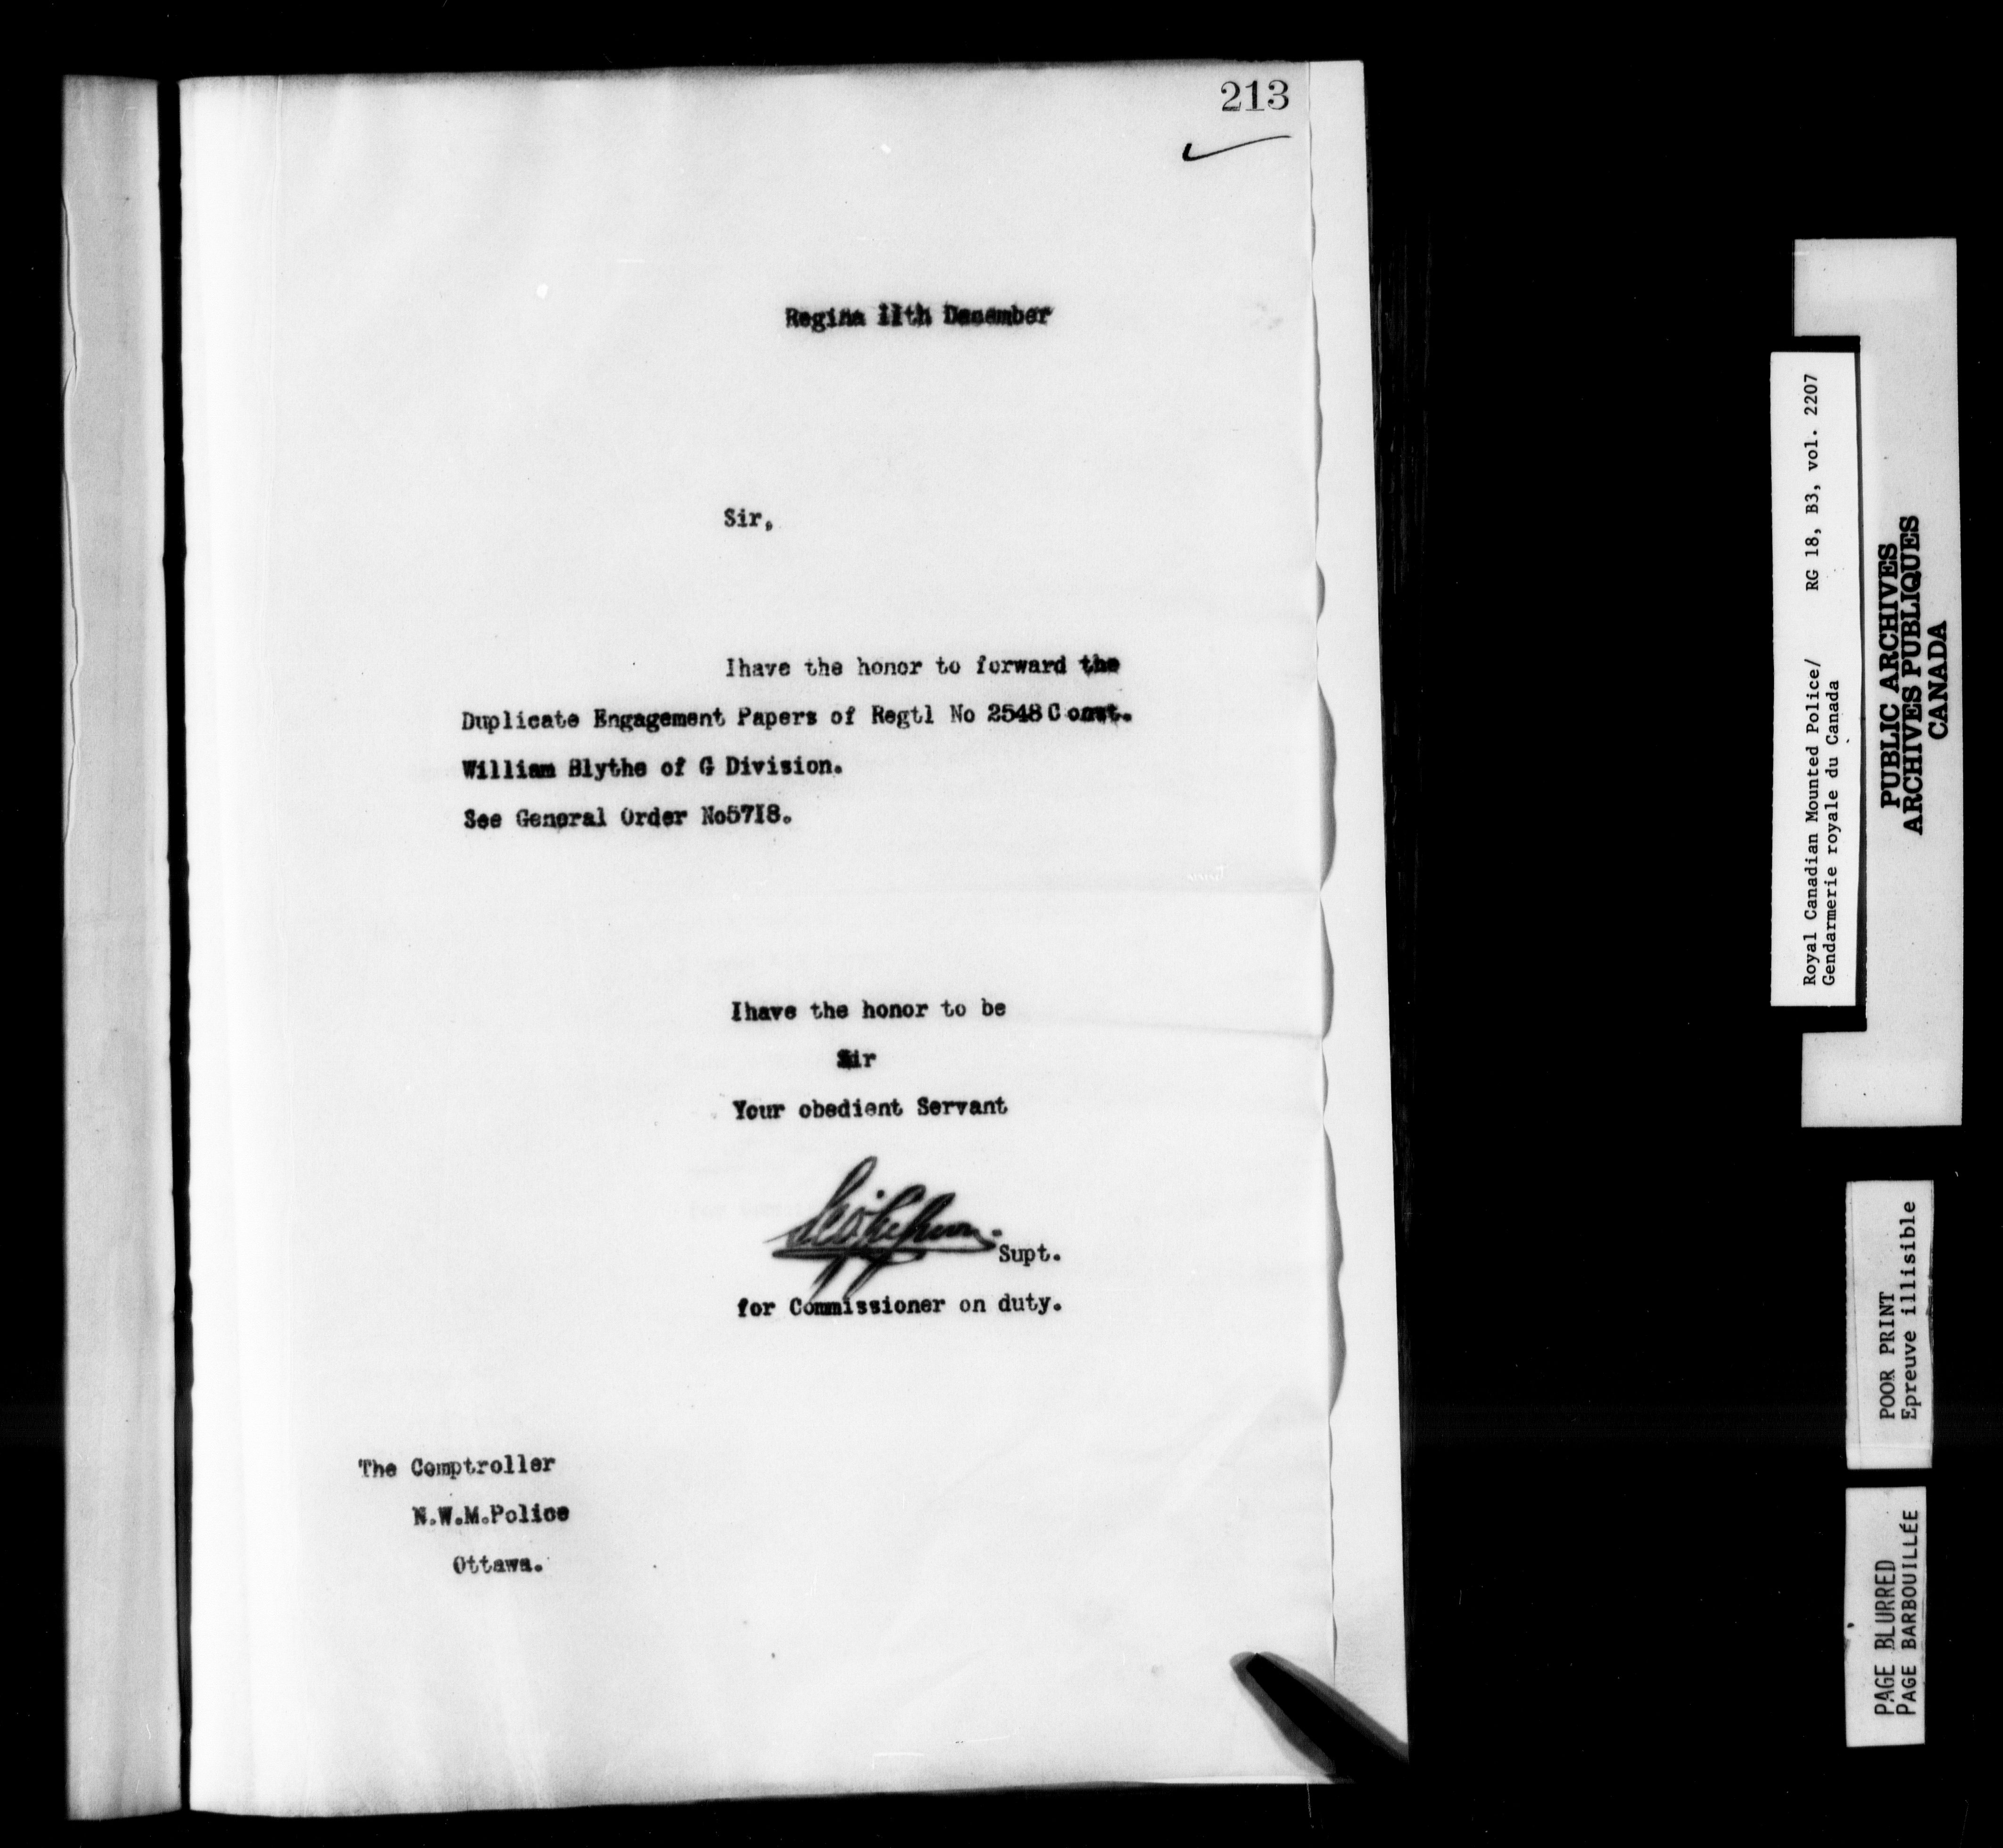 213
Regina 11th December
Sir,
Ihave the honor to forward the
Duplicate Engagement Papers of Regtl No 2548 Const.
William Blythe of G Division.
See General Order No5718.
Ihave the honor to be
Sir
Your obedient Servant
Supt.
for Commissioner on duty.
The Comptroller
N.W.M.Police
Ottawa.
Royal Canadian Mounted Police/ RG 18, B3, vol. 2207
Gendarmerie royale du Canada
PUBLIC ARCHIVES
ARCHIVES PUBLIQUES
CANADA
POOR PRINT
Epreuve illisible
PAGE BLURRED
PAGE BARBOUILLÉE